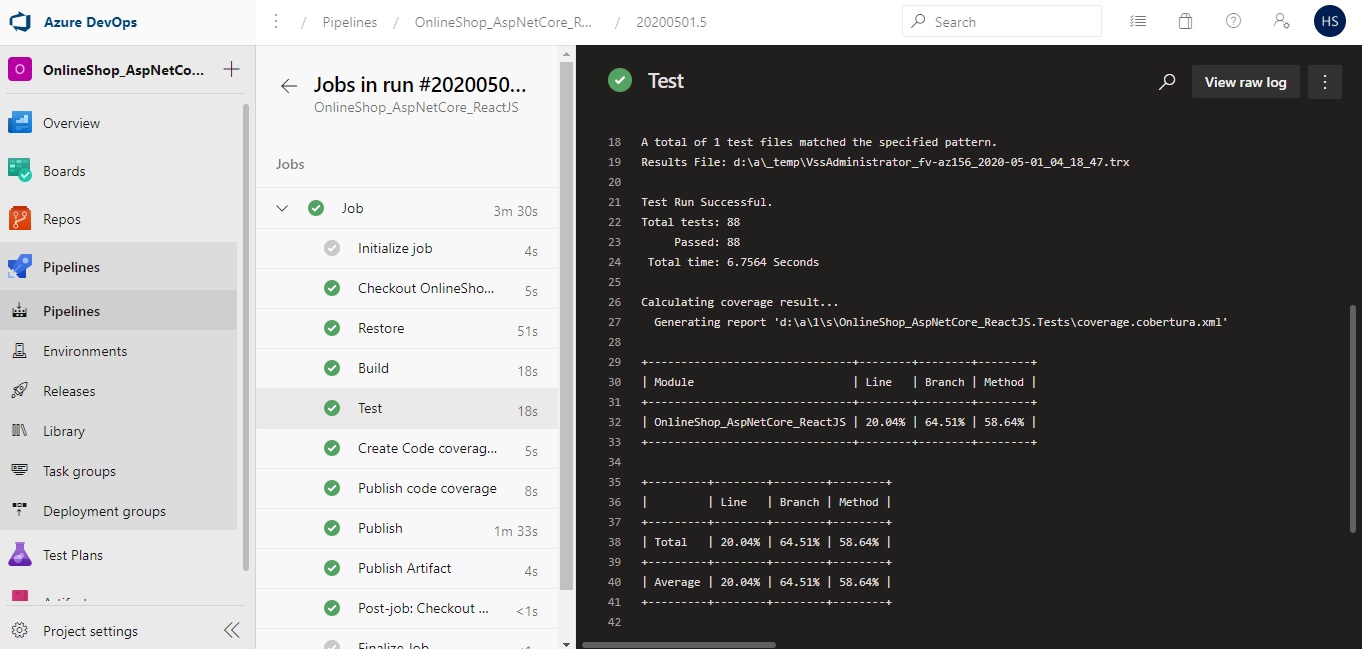 Azure DevOps
/ Pipelines / OnlineShop_AspNetCore_R... / 20200501.5
Search
HS
O OnlineShop_AspNetCo...
Overview
Boards
Repos
Pipelines
Pipelines
Environments
Releases
Library
Task groups
Deployment groups
Test Plans
Project settings
Jobs in run #2020050...
OnlineShop_AspNetCore_ReactJS
Jobs
Job 3m 30s
Initialize job 4s
Checkout OnlineSho... 5s
Restore 51s
Build 18s
Test 18s
Create Code coverag... 5s
Publish code coverage 8s
Publish 1m 33s
Publish Artifact 4s
Post-job: Checkout ... <1s
Finalize Job
Test
View raw log
18 A total of 1 test files matched the specified pattern.
19 Results File: d:\a\_temp\VssAdministrator_fv-az156_2020-05-01_04_18_47.trx
20
21 Test Run Successful.
22 Total tests: 88
23      Passed: 88
24  Total time: 6.7564 Seconds
25
26 Calculating coverage result...
27   Generating report 'd:\a\1\s\OnlineShop_AspNetCore_ReactJS.Tests\coverage.cobertura.xml'
28
29 +-------------------------------+--------+--------+--------+
30 | Module                        | Line   | Branch | Method |
31 +-------------------------------+--------+--------+--------+
32 | OnlineShop_AspNetCore_ReactJS | 20.04% | 64.51% | 58.64% |
33 +-------------------------------+--------+--------+--------+
34
35 +---------+--------+--------+--------+
36 |         | Line   | Branch | Method |
37 +---------+--------+--------+--------+
38 | Total   | 20.04% | 64.51% | 58.64% |
39 +---------+--------+--------+--------+
40 | Average | 20.04% | 64.51% | 58.64% |
41 +---------+--------+--------+--------+
42